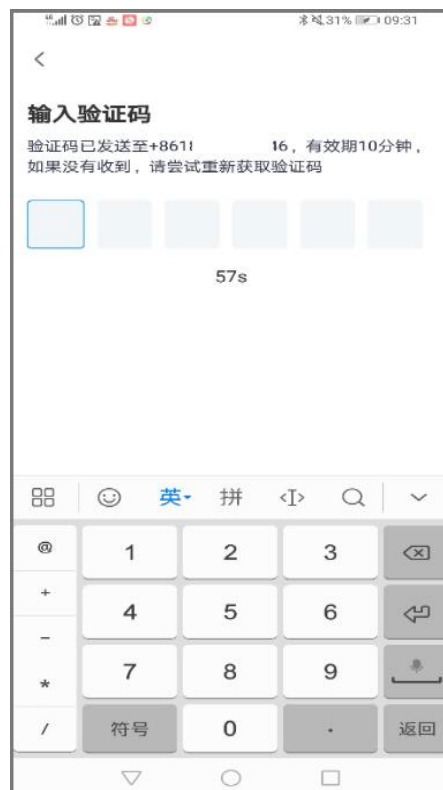 31% 09:31
输入验证码
验证码已发送至+861 16，有效期10分钟，
如果没有收到，请尝试重新获取验证码
57s
英 拼
@ 1 2 3
+ 4 5 6
-
* 7 8 9
/ 符号 0 . 返回